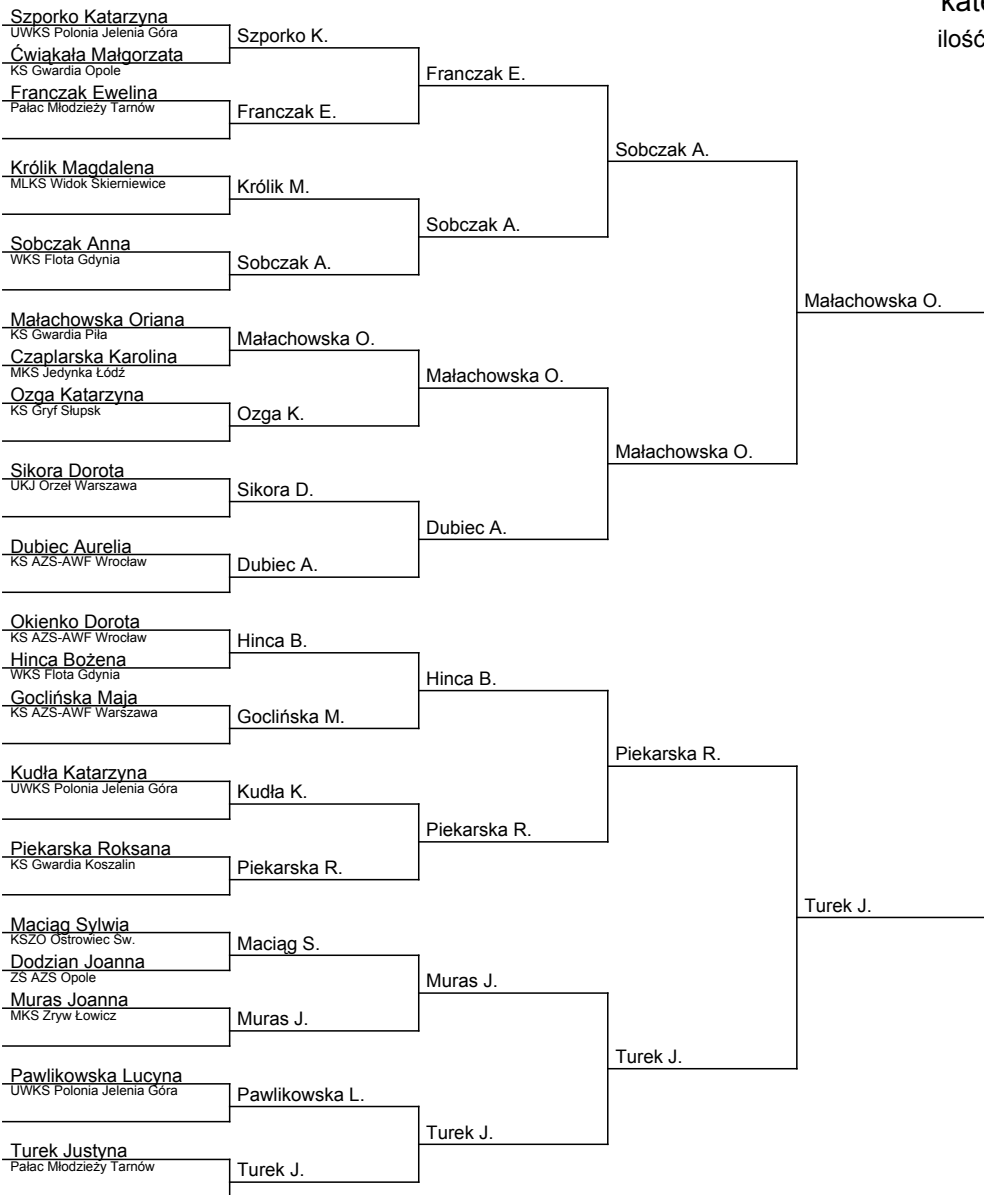 kate
ilość
Szporko Katarzyna
UWKS Polonia Jelenia Góra
Ćwiąkała Małgorzata
KS Gwardia Opole
Franczak Ewelina
Pałac Młodzieży Tarnów
Królik Magdalena
MLKS Widok Skierniewice
Sobczak Anna
WKS Flota Gdynia
Małachowska Oriana
KS Gwardia Piła
Czaplarska Karolina
MKS Jedynka Łódź
Ozga Katarzyna
KS Gryf Słupsk
Sikora Dorota
UKJ Orzeł Warszawa
Dubiec Aurelia
KS AZS-AWF Wrocław
Okienko Dorota
KS AZS-AWF Wrocław
Hinca Bożena
WKS Flota Gdynia
Goclińska Maja
KS AZS-AWF Warszawa
Kudła Katarzyna
UWKS Polonia Jelenia Góra
Piekarska Roksana
KS Gwardia Koszalin
Maciąg Sylwia
KSZO Ostrowiec Św.
Dodzian Joanna
ZS AZS Opole
Muras Joanna
MKS Zryw Łowicz
Pawlikowska Lucyna
UWKS Polonia Jelenia Góra
Turek Justyna
Pałac Młodzieży Tarnów
Szporko K.
Franczak E.
Królik M.
Sobczak A.
Małachowska O.
Ozga K.
Sikora D.
Dubiec A.
Hinca B.
Goclińska M.
Kudła K.
Piekarska R.
Maciąg S.
Muras J.
Pawlikowska L.
Turek J.
Franczak E.
Sobczak A.
Małachowska O.
Dubiec A.
Hinca B.
Piekarska R.
Muras J.
Turek J.
Sobczak A.
Małachowska O.
Piekarska R.
Turek J.
Małachowska O.
Turek J.